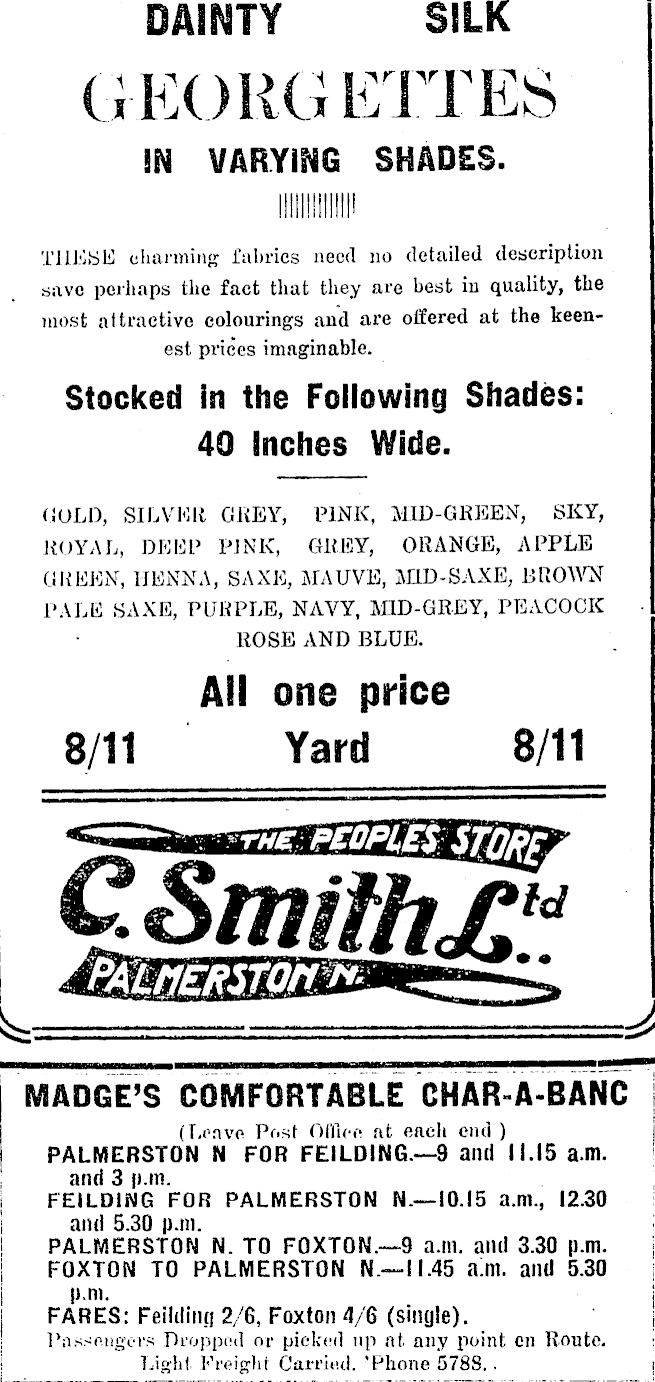 DAINTY SILK
GEORGETTES
IN VARYING SHADES.
THESE charming fabrics need no detailed description
save perhaps the fact that they are best in quality, the
most attractive colourings and are offered at the keen-
est prices imaginable.
Stocked in the Following Shades:
40 Inches Wide.
GOLD, SILVER GREY, PINK, MID-GREEN, SKY,
ROYAL, DEEP PINK, GREY, ORANGE, APPLE
GREEN, HENNA, SAXE, MAUVE, MID-SAXE, BROWN
PALE SAXE, PURPLE, NAVY, MID-GREY, PEACOCK
ROSE AND BLUE.
All one price
8/11 Yard 8/11
THE PEOPLES STORE
C. Smith Ltd..
PALMERSTON N.
MADGE'S COMFORTABLE CHAR-A-BANC
(Leave Post Office at each end)
PALMERSTON N FOR FEILDING.—9 and 11.15 a.m.
and 3 p.m.
FEILDING FOR PALMERSTON N.—10.15 a.m., 12.30
and 5.30 p.m.
PALMERSTON N. TO FOXTON.—9 a.m. and 3.30 p.m.
FOXTON TO PALMERSTON N.—11.45 a.m. and 5.30
p.m.
FARES: Feilding 2/6, Foxton 4/6 (single).
Passengers Dropped or picked up at any point en Route.
Light Freight Carried. 'Phone 5788.